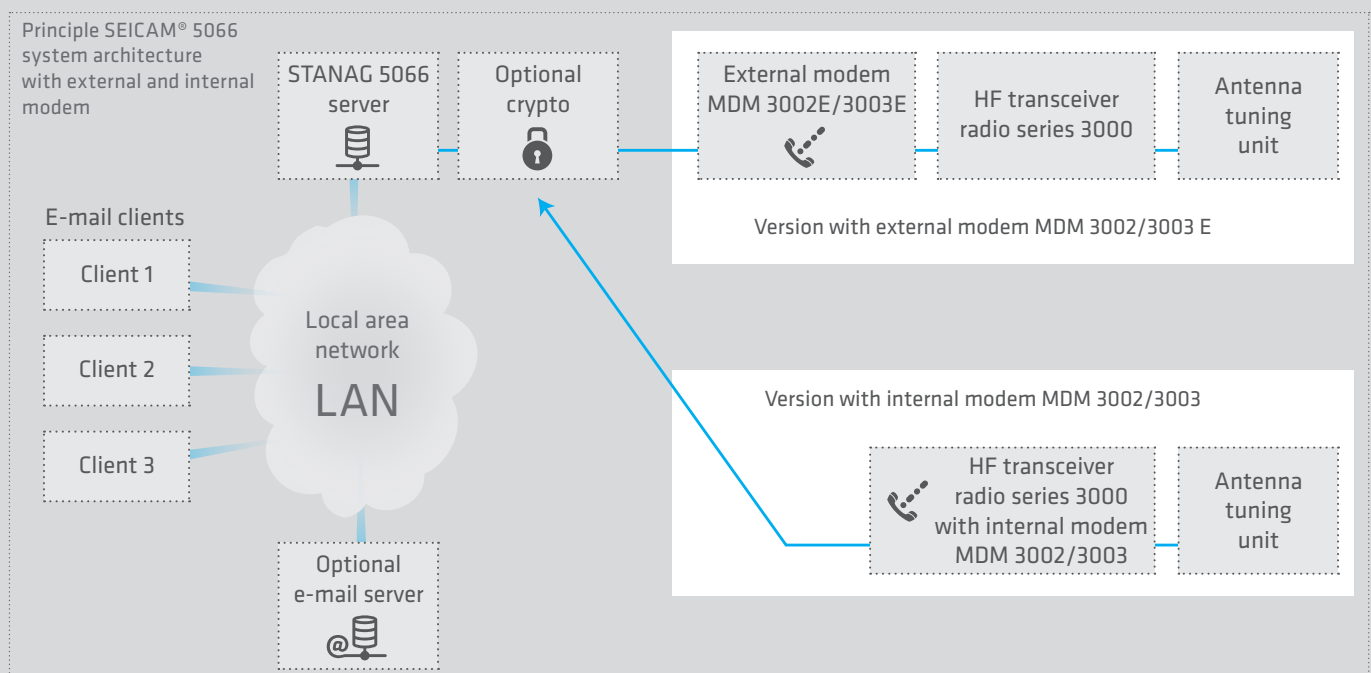 Principle SEICAM® 5066
system architecture
with external and internal
modem
STANAG 5066
server
Optional
crypto
External modem
MDM 3002E/3003E
HF transceiver
radio series 3000
Antenna
tuning
unit
Version with external modem MDM 3002/3003 E
E-mail clients
Client 1
Client 2
Client 3
Local area
network
LAN
Version with internal modem MDM 3002/3003
HF transceiver
radio series 3000
with internal modem
MDM 3002/3003
Antenna
tuning
unit
Optional
e-mail server
@